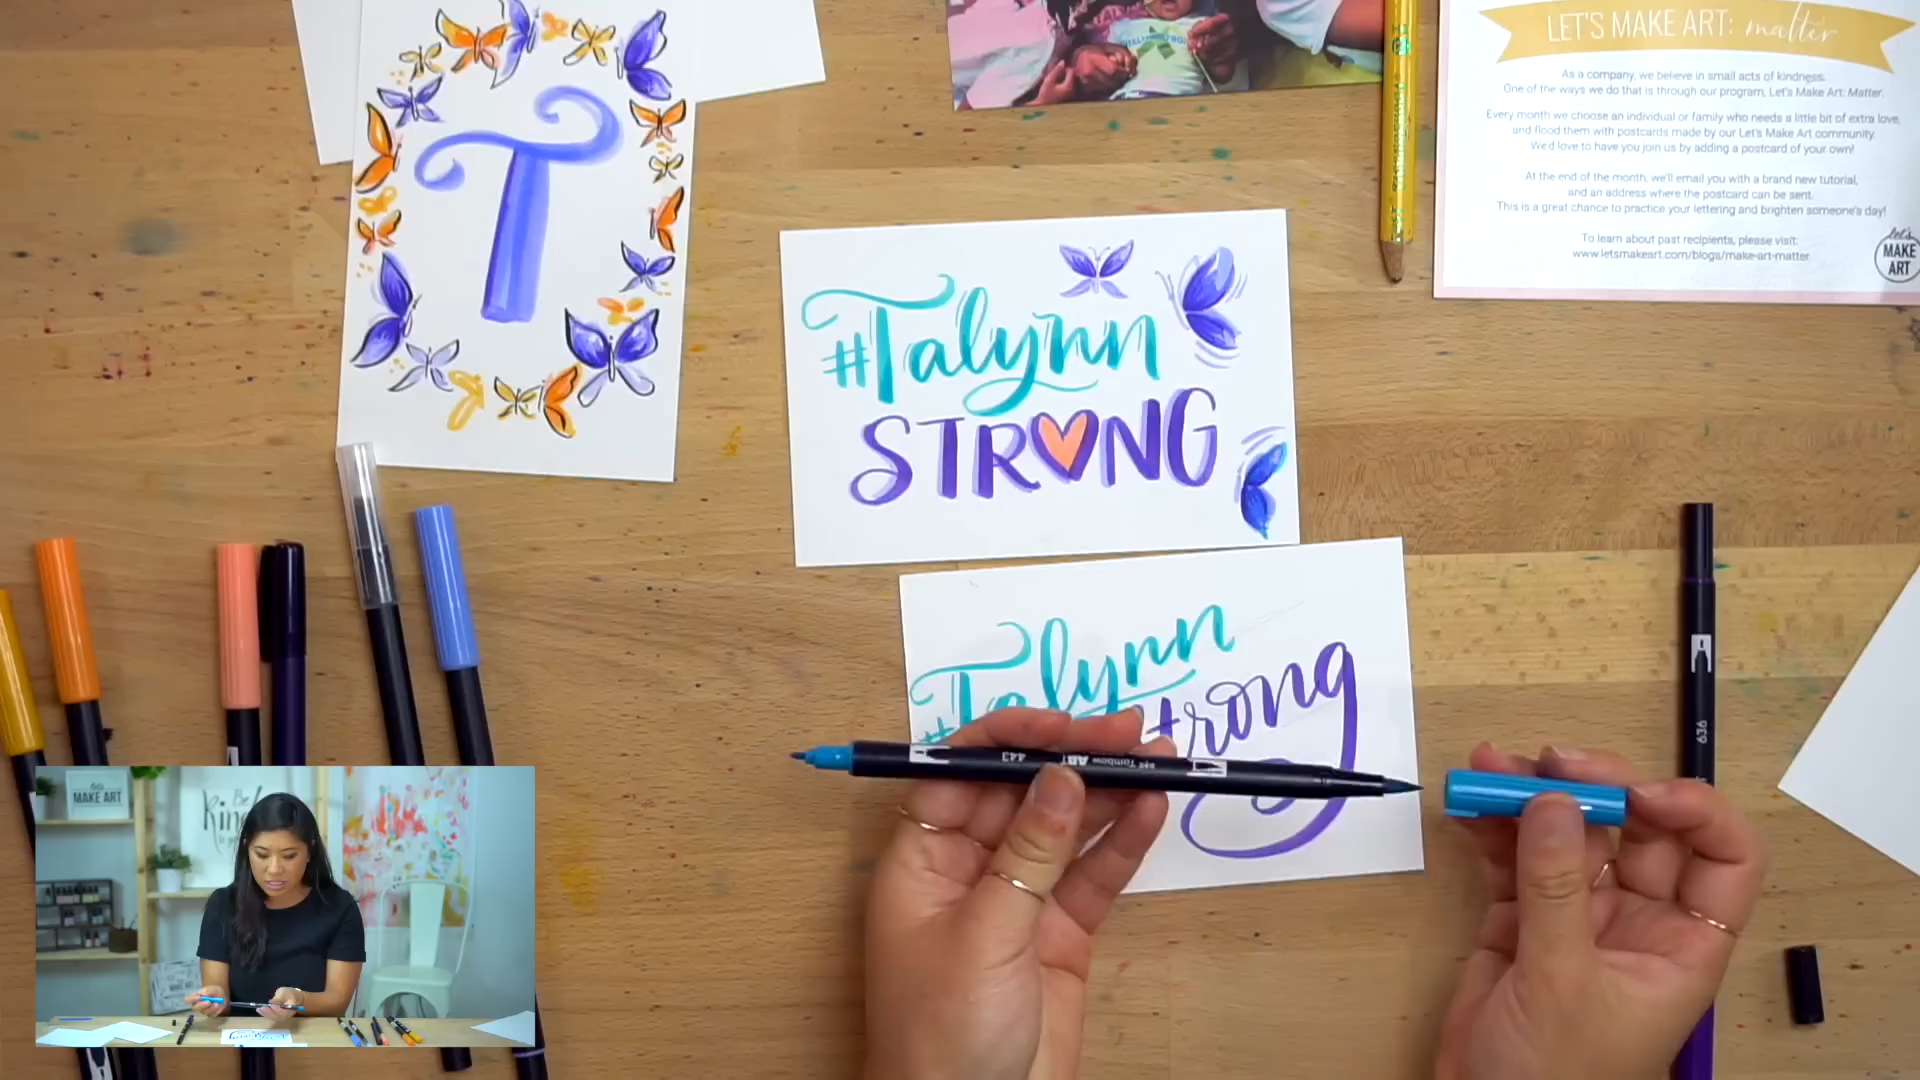 LET'S MAKE ART: matter
As a company, we believe in small acts of kindness.
One of the ways we do that is through our program, Let's Make Art: Matter.
Every month we choose an individual or family who needs a little bit of extra love,
and flood them with postcards made by our Let's Make Art community.
We'd love to have you join us by adding a postcard of your own!
At the end of the month, we'll email you with a brand new tutorial,
and an address where the postcard can be sent.
This is a great chance to practice your lettering and brighten someone's day!
To learn about past recipients, please visit:
www.letsmakeart.com/blogs/make-art-matter
let's
MAKE
ART
T
#Talynn
STRONG
#Talynn
trong
636
443
Tombow
let's
MAKE ART
Be
kind